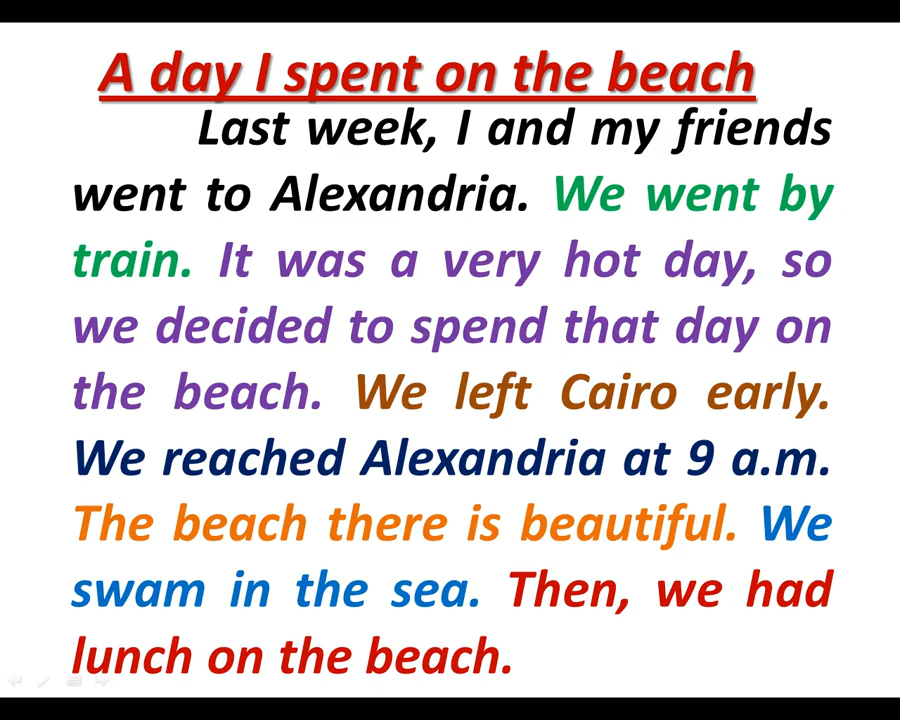 A day I spent on the beach
Last week, I and my friends
went to Alexandria. We went by
train. It was a very hot day, so
we decided to spend that day on
the beach. We left Cairo early.
We reached Alexandria at 9 a.m.
The beach there is beautiful. We
swam in the sea. Then, we had
lunch on the beach.